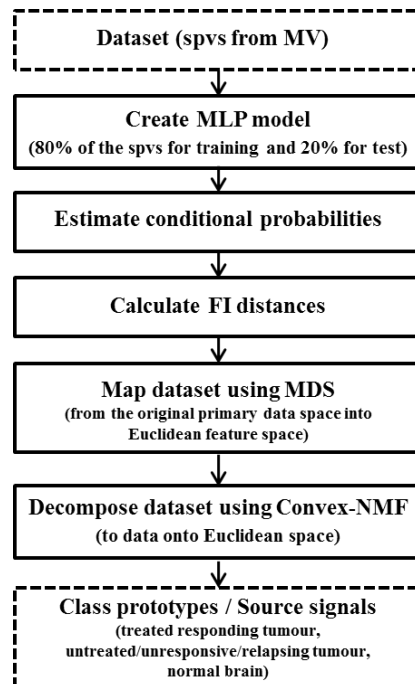 Dataset (spvs from MV)
Create MLP model
(80% of the spvs for training and 20% for test)
Estimate conditional probabilities
Calculate FI distances
Map dataset using MDS
(from the original primary data space into
Euclidean feature space)
Decompose dataset using Convex-NMF
(to data onto Euclidean space)
Class prototypes / Source signals
(treated responding tumour,
untreated/unresponsive/relapsing tumour,
normal brain)